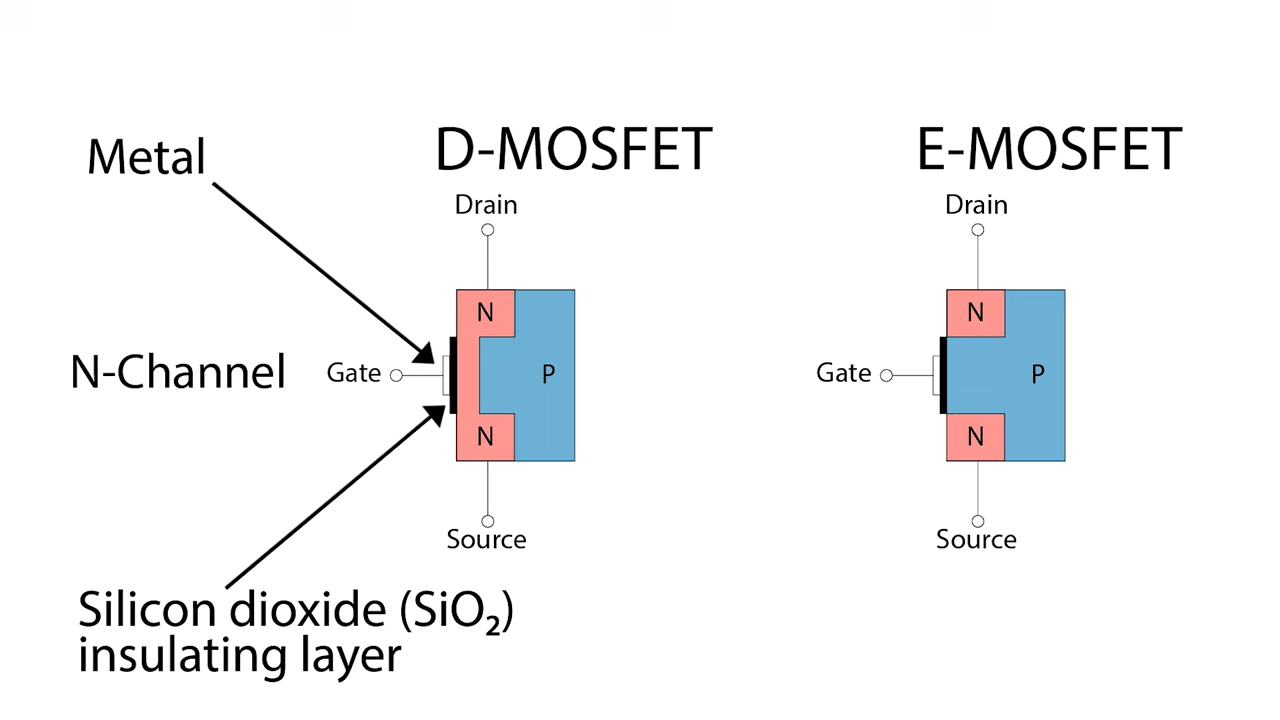 Metal
D-MOSFET
E-MOSFET
Drain
Drain
N
N
N-Channel
Gate
P
Gate
P
N
N
Source
Source
Silicon dioxide (SiO₂)
insulating layer